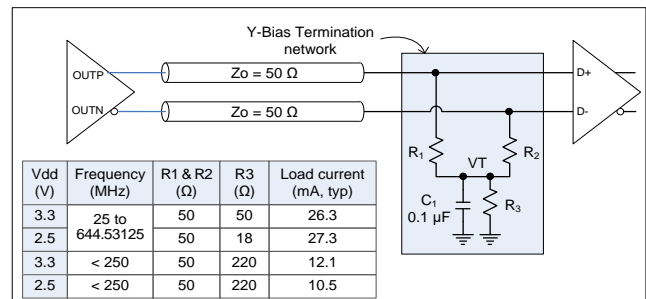 Y-Bias Termination
network
OUTP
OUTN
Zo = 50 Ω
Zo = 50 Ω
D+
D-
R1
VT
R2
C1
0.1 µF
R3
Vdd (V) Frequency (MHz) R1 & R2 (Ω) R3 (Ω) Load current (mA, typ)
3.3 25 to 644.53125 50 50 26.3
2.5 50 18 27.3
3.3 < 250 50 220 12.1
2.5 < 250 50 220 10.5